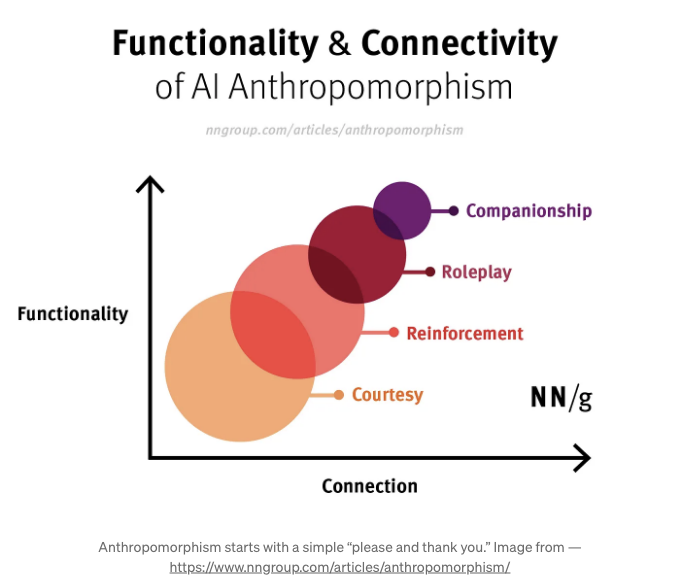 Functionality & Connectivity
of AI Anthropomorphism
nngroup.com/articles/anthropomorphism
Companionship
Roleplay
Functionality
Reinforcement
Courtesy
NN/g
Connection
Anthropomorphism starts with a simple “please and thank you.” Image from —
https://www.nngroup.com/articles/anthropomorphism/